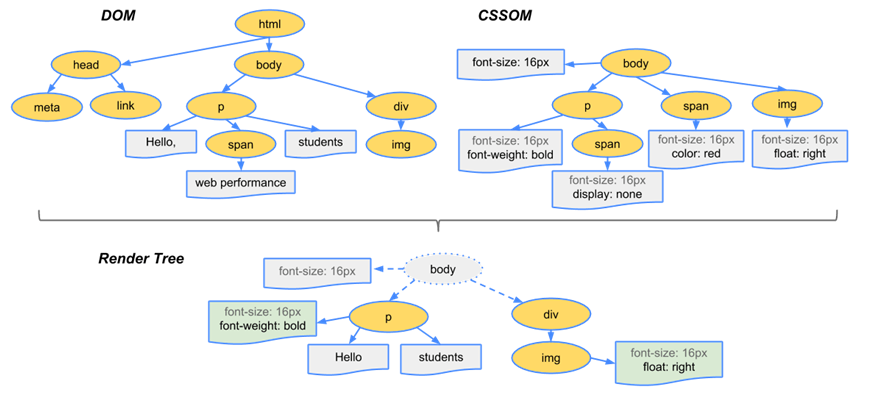 DOM
CSSOM
html
head
body
meta
link
p
div
Hello,
span
students
img
web performance
font-size: 16px
body
p
span
img
font-size: 16px
font-weight: bold
span
font-size: 16px
color: red
font-size: 16px
float: right
font-size: 16px
display: none
Render Tree
font-size: 16px
body
font-size: 16px
font-weight: bold
p
div
Hello
students
img
font-size: 16px
float: right